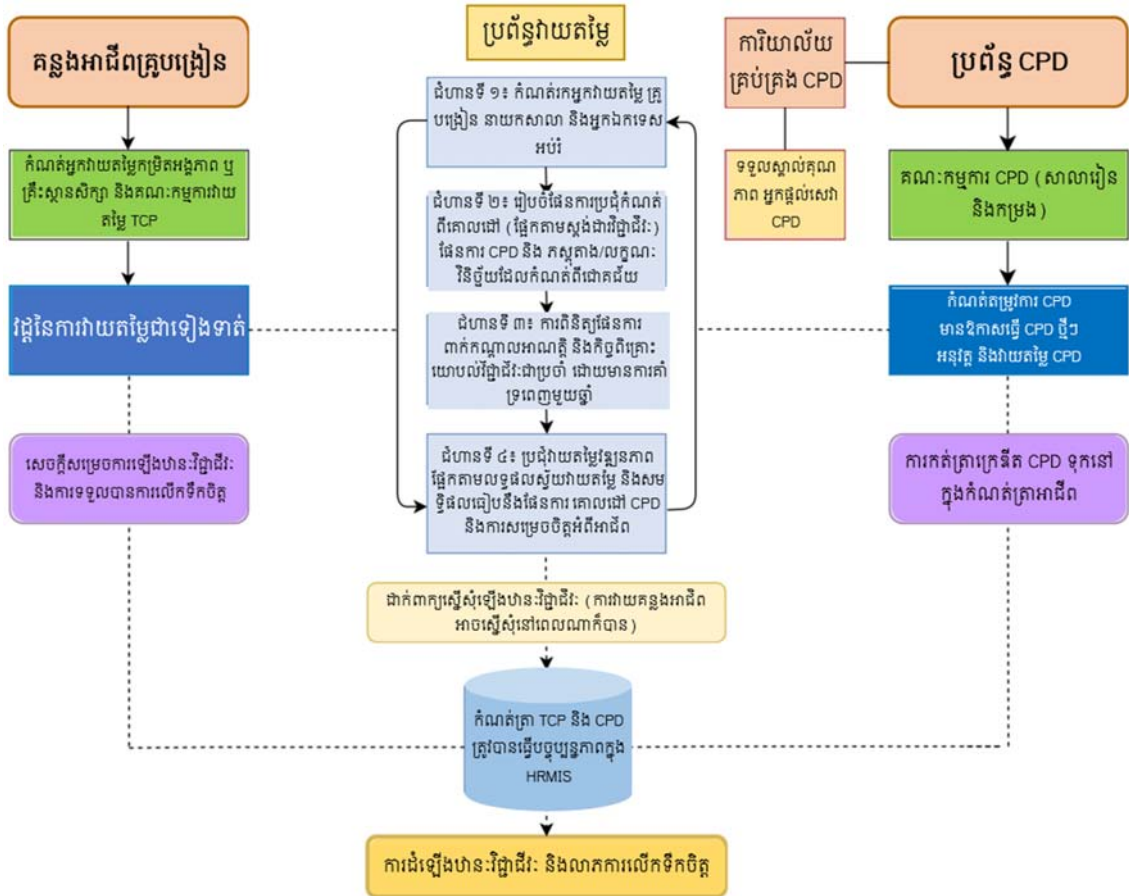 គន្លងអាជីពគ្រូបង្រៀន
កំណត់អ្នកវាយតម្លៃកម្រិតអង្គភាព ឬ
គ្រឹះស្ថានសិក្សា និងគណៈកម្មការវាយ
តម្លៃ TCP
វដ្តនៃការវាយតម្លៃជាទៀងទាត់
សេចក្តីសម្រេចការឡើងឋានៈវិជ្ជាជីវៈ
និងការទទួលបានការលើកទឹកចិត្ត
ប្រព័ន្ធវាយតម្លៃ
ជំហានទី ១៖ កំណត់រកអ្នកវាយតម្លៃ គ្រូ
បង្រៀន នាយកសាលា និងអ្នកឯកទេស
អប់រំ
ជំហានទី ២៖ រៀបចំផែនការប្រជុំកំណត់
ពីគោលដៅ (ផ្អែកតាមស្តង់ដារវិជ្ជាជីវៈ)
ផែនការ CPD និង ភស្តុតាង/លក្ខណៈ
វិនិច្ឆ័យដែលកំណត់ពីជោគជ័យ
ជំហានទី ៣៖ ការពិនិត្យផែនការ
ពាក់កណ្តាលអាណត្តិ និងកិច្ចពិគ្រោះ
យោបល់វិជ្ជាជីវៈជាប្រចាំ ដោយមានការគាំ
ទ្រពេញមួយឆ្នាំ
ជំហានទី ៤៖ ប្រជុំវាយតម្លៃវឌ្ឍនភាព
ផ្អែកតាមលទ្ធផលស្វ័យវាយតម្លៃ និងសម
ិទ្ធិផលធៀបនឹងផែនការ គោលដៅ CPD
និងការសម្រេចចិត្តអំពីអាជីព
ដាក់ពាក្យស្នើសុំឡើងឋានៈវិជ្ជាជីវៈ (ការវាយគន្លងអាជីព
អាចស្នើសុំនៅពេលណាក៏បាន)
កំណត់ត្រា TCP និង CPD
ត្រូវបានធ្វើបច្ចុប្បន្នភាពក្នុង
HRMIS
ការដំឡើងឋានៈវិជ្ជាជីវៈ និងលាភការលើកទឹកចិត្ត
ការិយាល័យ
គ្រប់គ្រង CPD
ទទួលស្គាល់គុណ
ភាព អ្នកផ្តល់សេវា
CPD
ប្រព័ន្ធ CPD
គណៈកម្មការ CPD (សាលារៀន
និងកម្រង)
កំណត់តម្រូវការ CPD
មានឱកាសធ្វើ CPD ថ្មីៗ
អនុវត្ត និងវាយតម្លៃ CPD
ការកត់ត្រាក្រេឌីត CPD ទុកនៅ
ក្នុងកំណត់ត្រាអាជីព